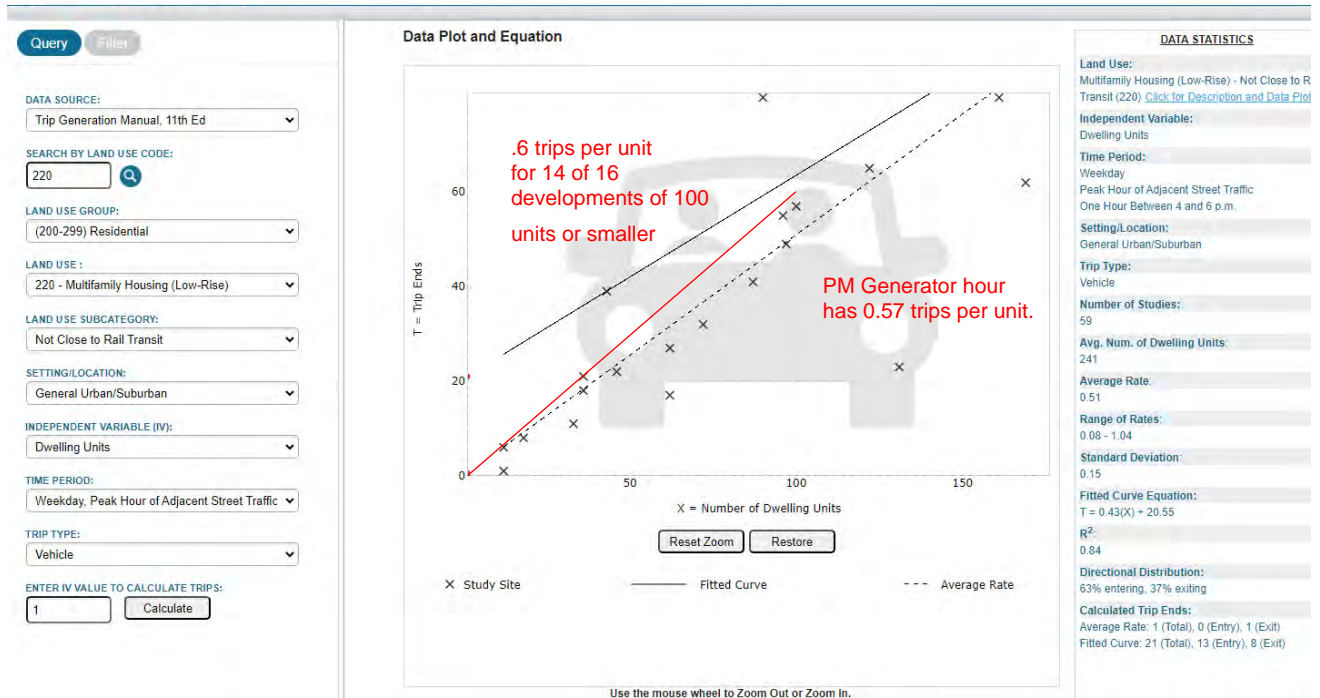 Query
Filter
DATA SOURCE:
Trip Generation Manual, 11th Ed
SEARCH BY LAND USE CODE:
220
LAND USE GROUP:
(200-299) Residential
LAND USE :
220 - Multifamily Housing (Low-Rise)
LAND USE SUBCATEGORY:
Not Close to Rail Transit
SETTING/LOCATION:
General Urban/Suburban
INDEPENDENT VARIABLE (IV):
Dwelling Units
TIME PERIOD:
Weekday, Peak Hour of Adjacent Street Traffic
TRIP TYPE:
Vehicle
ENTER IV VALUE TO CALCULATE TRIPS:
1
Calculate
Data Plot and Equation
.6 trips per unit
for 14 of 16
developments of 100
units or smaller
PM Generator hour
has 0.57 trips per unit.
T = Trip Ends
60
40
20
0
50
100
150
X = Number of Dwelling Units
Reset Zoom
Restore
Study Site
Fitted Curve
Average Rate
Use the mouse wheel to Zoom Out or Zoom In.
DATA STATISTICS
Land Use:
Multifamily Housing (Low-Rise) - Not Close to R
Transit (220) Click for Description and Data Plot
Independent Variable:
Dwelling Units
Time Period:
Weekday
Peak Hour of Adjacent Street Traffic
One Hour Between 4 and 6 p.m.
Setting/Location:
General Urban/Suburban
Trip Type:
Vehicle
Number of Studies:
59
Avg. Num. of Dwelling Units:
241
Average Rate:
0.51
Range of Rates:
0.08 - 1.04
Standard Deviation:
0.15
Fitted Curve Equation:
T = 0.43(X) + 20.55
R²:
0.84
Directional Distribution:
63% entering, 37% exiting
Calculated Trip Ends:
Average Rate: 1 (Total), 0 (Entry), 1 (Exit)
Fitted Curve: 21 (Total), 13 (Entry), 8 (Exit)